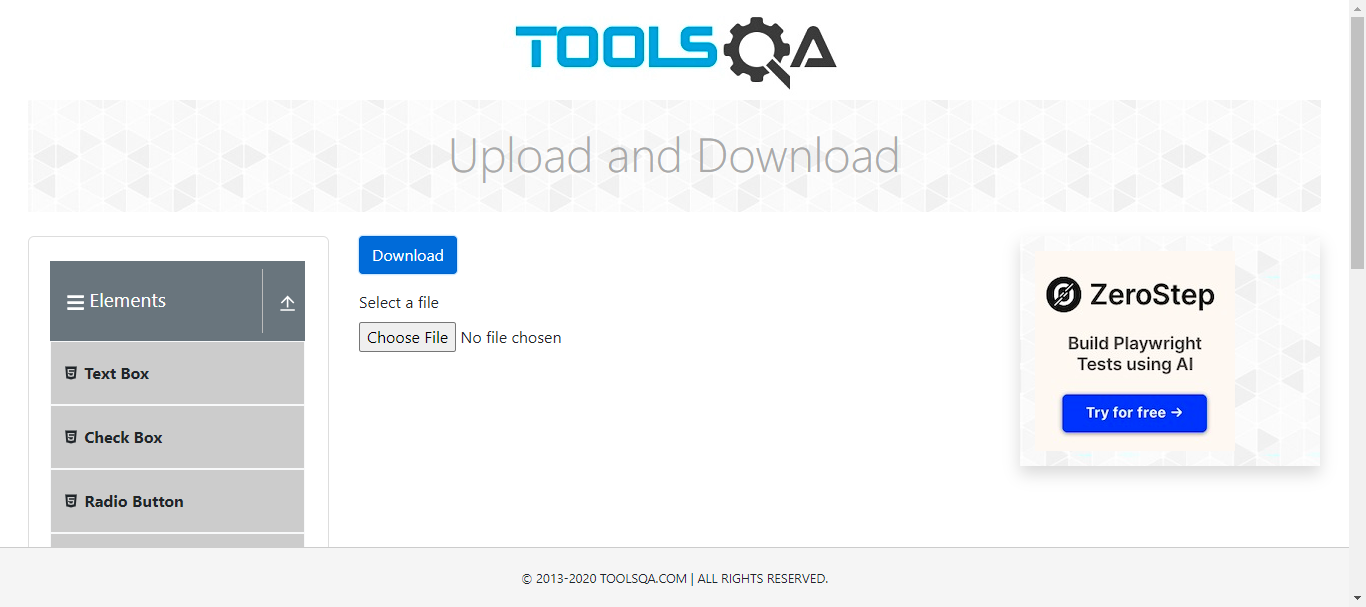 TOOLSQA
Upload and Download
Elements
Text Box
Check Box
Radio Button
Download
Select a file
Choose File No file chosen
ZeroStep
Build Playwright
Tests using AI
Try for free →
© 2013-2020 TOOLSQA.COM | ALL RIGHTS RESERVED.